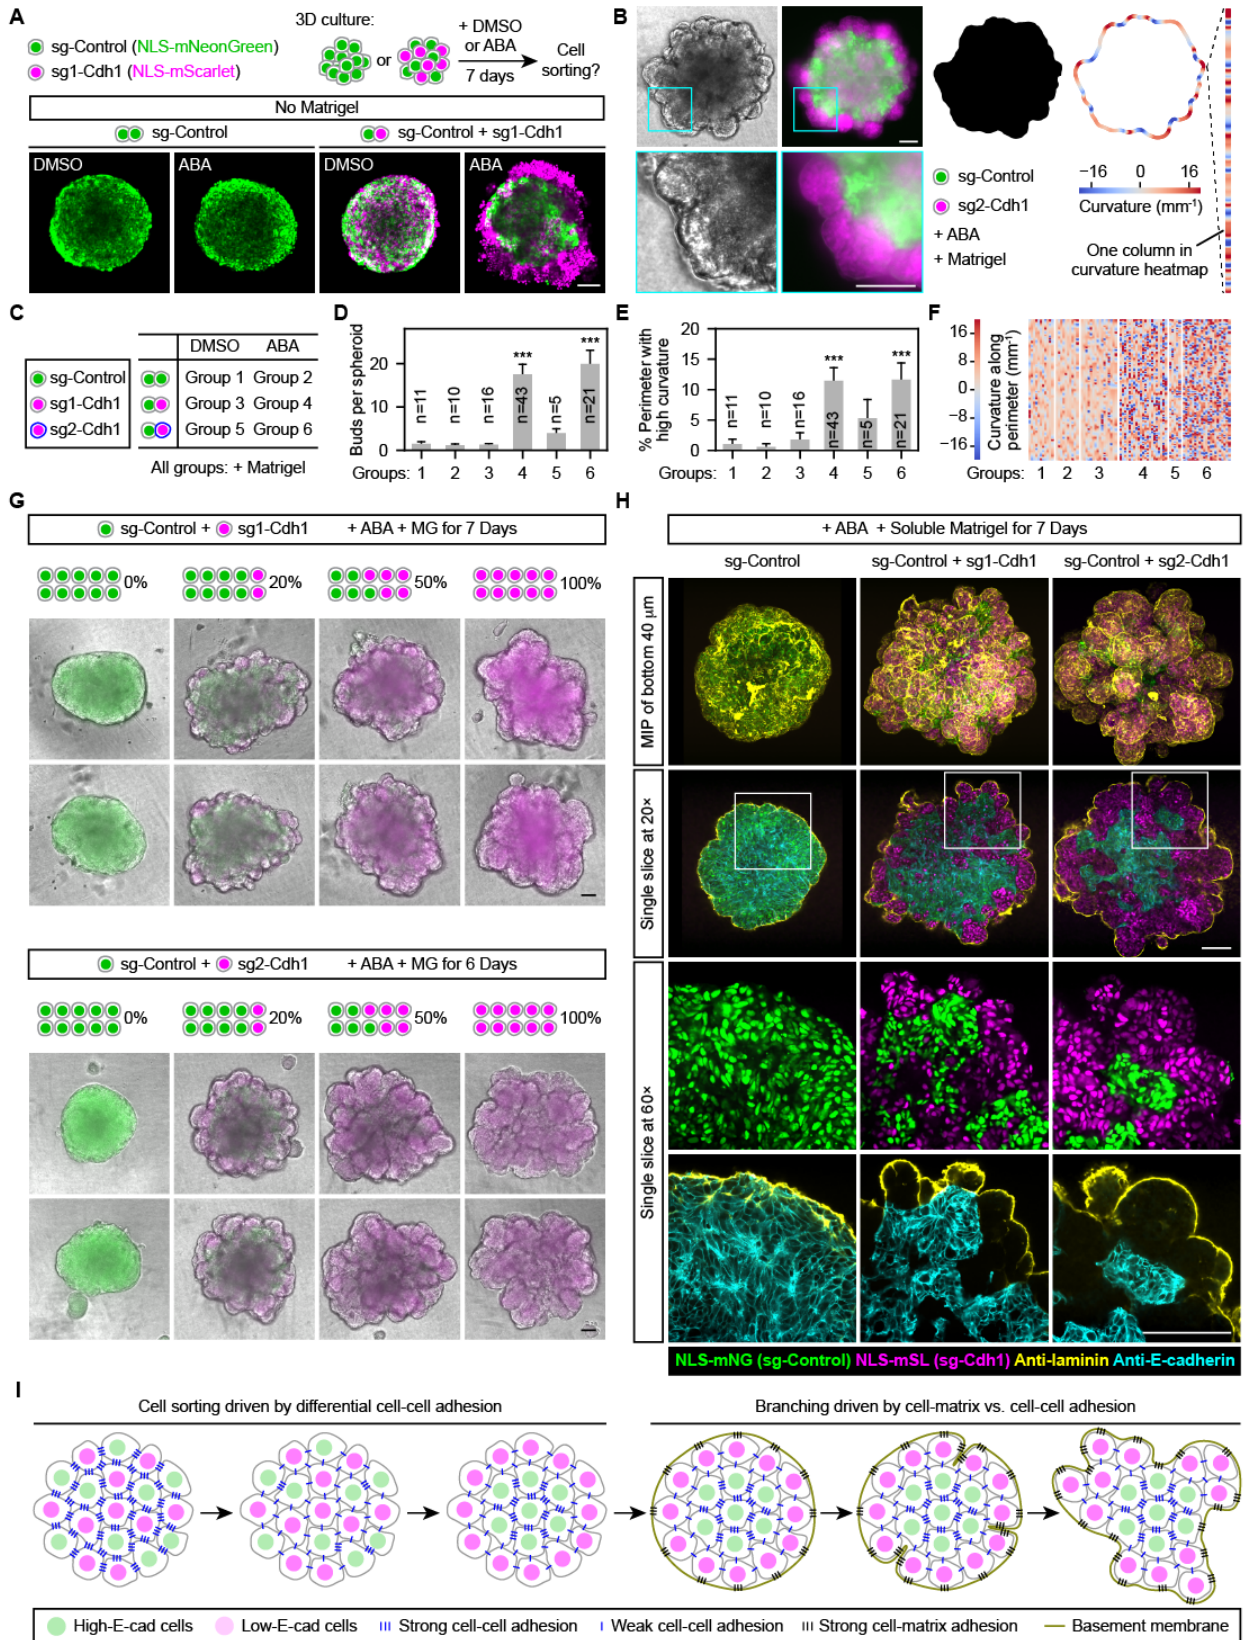 A
sg-Control (NLS-mNeonGreen)
sg1-Cdh1 (NLS-mScarlet)
3D culture:
or
+ DMSO
or ABA
7 days
Cell
sorting?
No Matrigel
sg-Control
sg-Control + sg1-Cdh1
DMSO
ABA
DMSO
ABA
B
sg-Control
sg2-Cdh1
+ ABA
+ Matrigel
−16 0 16
Curvature (mm⁻¹)
One column in
curvature heatmap
C
sg-Control
sg1-Cdh1
sg2-Cdh1
DMSO ABA
Group 1 Group 2
Group 3 Group 4
Group 5 Group 6
All groups: + Matrigel
D
Buds per spheroid
20
10
0
n=11
n=10
n=16
n=43
n=5
n=21
***
***
Groups: 1 2 3 4 5 6
E
% Perimeter with
high curvature
20
15
10
5
0
n=11
n=10
n=16
n=43
n=5
n=21
***
***
Groups: 1 2 3 4 5 6
F
16
8
0
−8
−16
Curvature along
perimeter (mm⁻¹)
Groups: 1 2 3 4 5 6
G
sg-Control + sg1-Cdh1 + ABA + MG for 7 Days
0% 20% 50% 100%
sg-Control + sg2-Cdh1 + ABA + MG for 6 Days
0% 20% 50% 100%
H
+ ABA + Soluble Matrigel for 7 Days
sg-Control
sg-Control + sg1-Cdh1
sg-Control + sg2-Cdh1
MIP of bottom 40 μm
Single slice at 20×
Single slice at 60×
NLS-mNG (sg-Control) NLS-mSL (sg-Cdh1) Anti-laminin Anti-E-cadherin
I
Cell sorting driven by differential cell-cell adhesion
Branching driven by cell-matrix vs. cell-cell adhesion
High-E-cad cells
Low-E-cad cells
Strong cell-cell adhesion
Weak cell-cell adhesion
Strong cell-matrix adhesion
Basement membrane